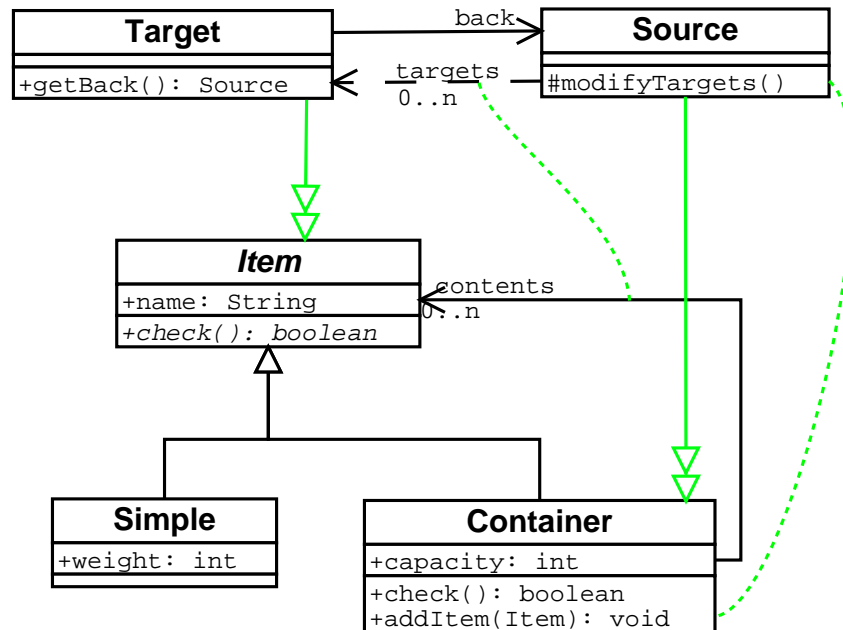 Target
+getBack(): Source
back
Source
#modifyTargets()
targets
0..n
Item
+name: String
+check(): boolean
contents
0..n
Simple
+weight: int
Container
+capacity: int
+check(): boolean
+addItem(Item): void